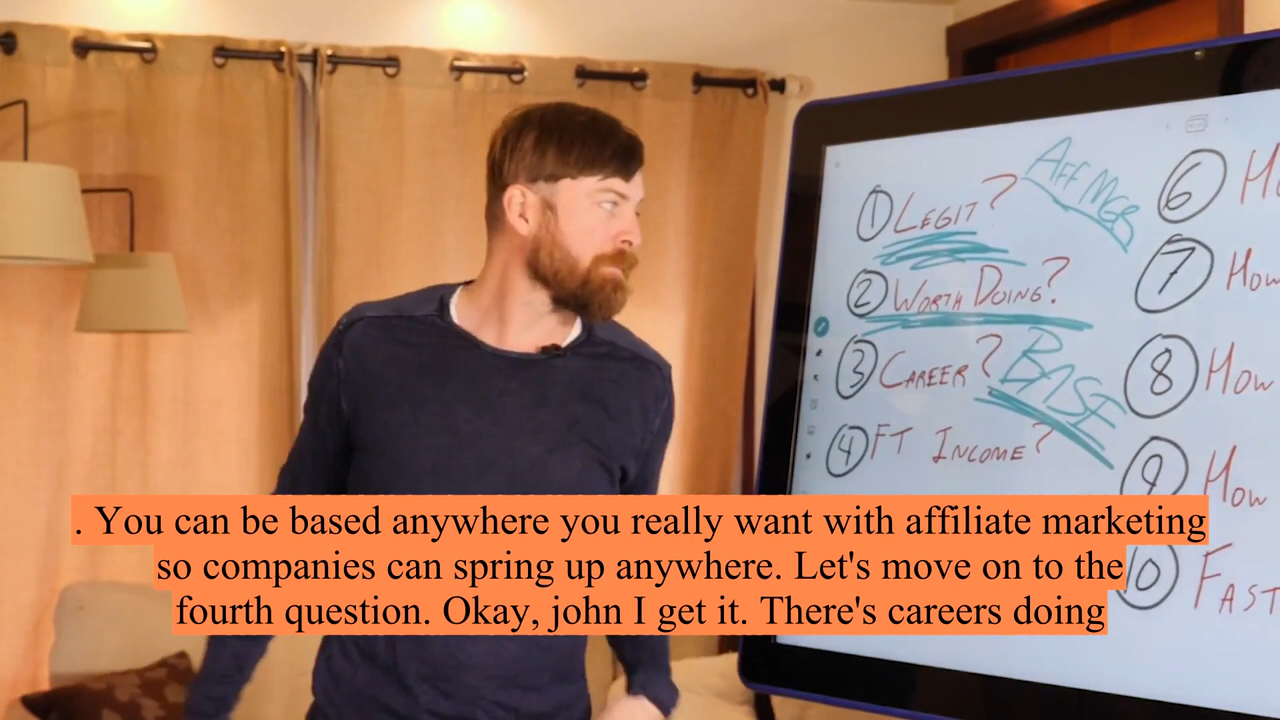 AFF MGR
① LEGIT?
② WORTH DOING?
③ CAREER? BASE
④ FT INCOME?
⑥
⑦ HOW
⑧ HOW
⑨ HOW
FAST
. You can be based anywhere you really want with affiliate marketing
so companies can spring up anywhere. Let's move on to the
fourth question. Okay, john I get it. There's careers doing